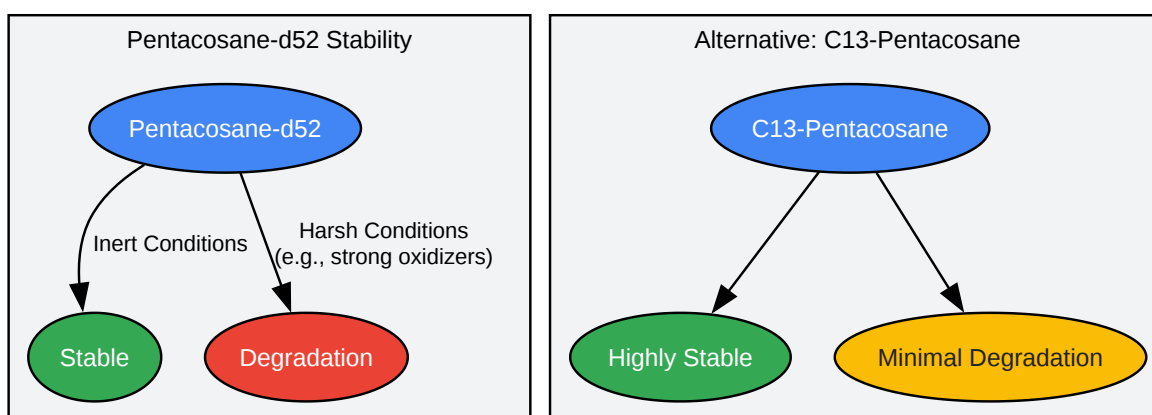 Pentacosane-d52 Stability
Pentacosane-d52
Inert Conditions
Harsh Conditions
(e.g., strong oxidizers)
Stable
Degradation
Alternative: C13-Pentacosane
C13-Pentacosane
Highly Stable
Minimal Degradation